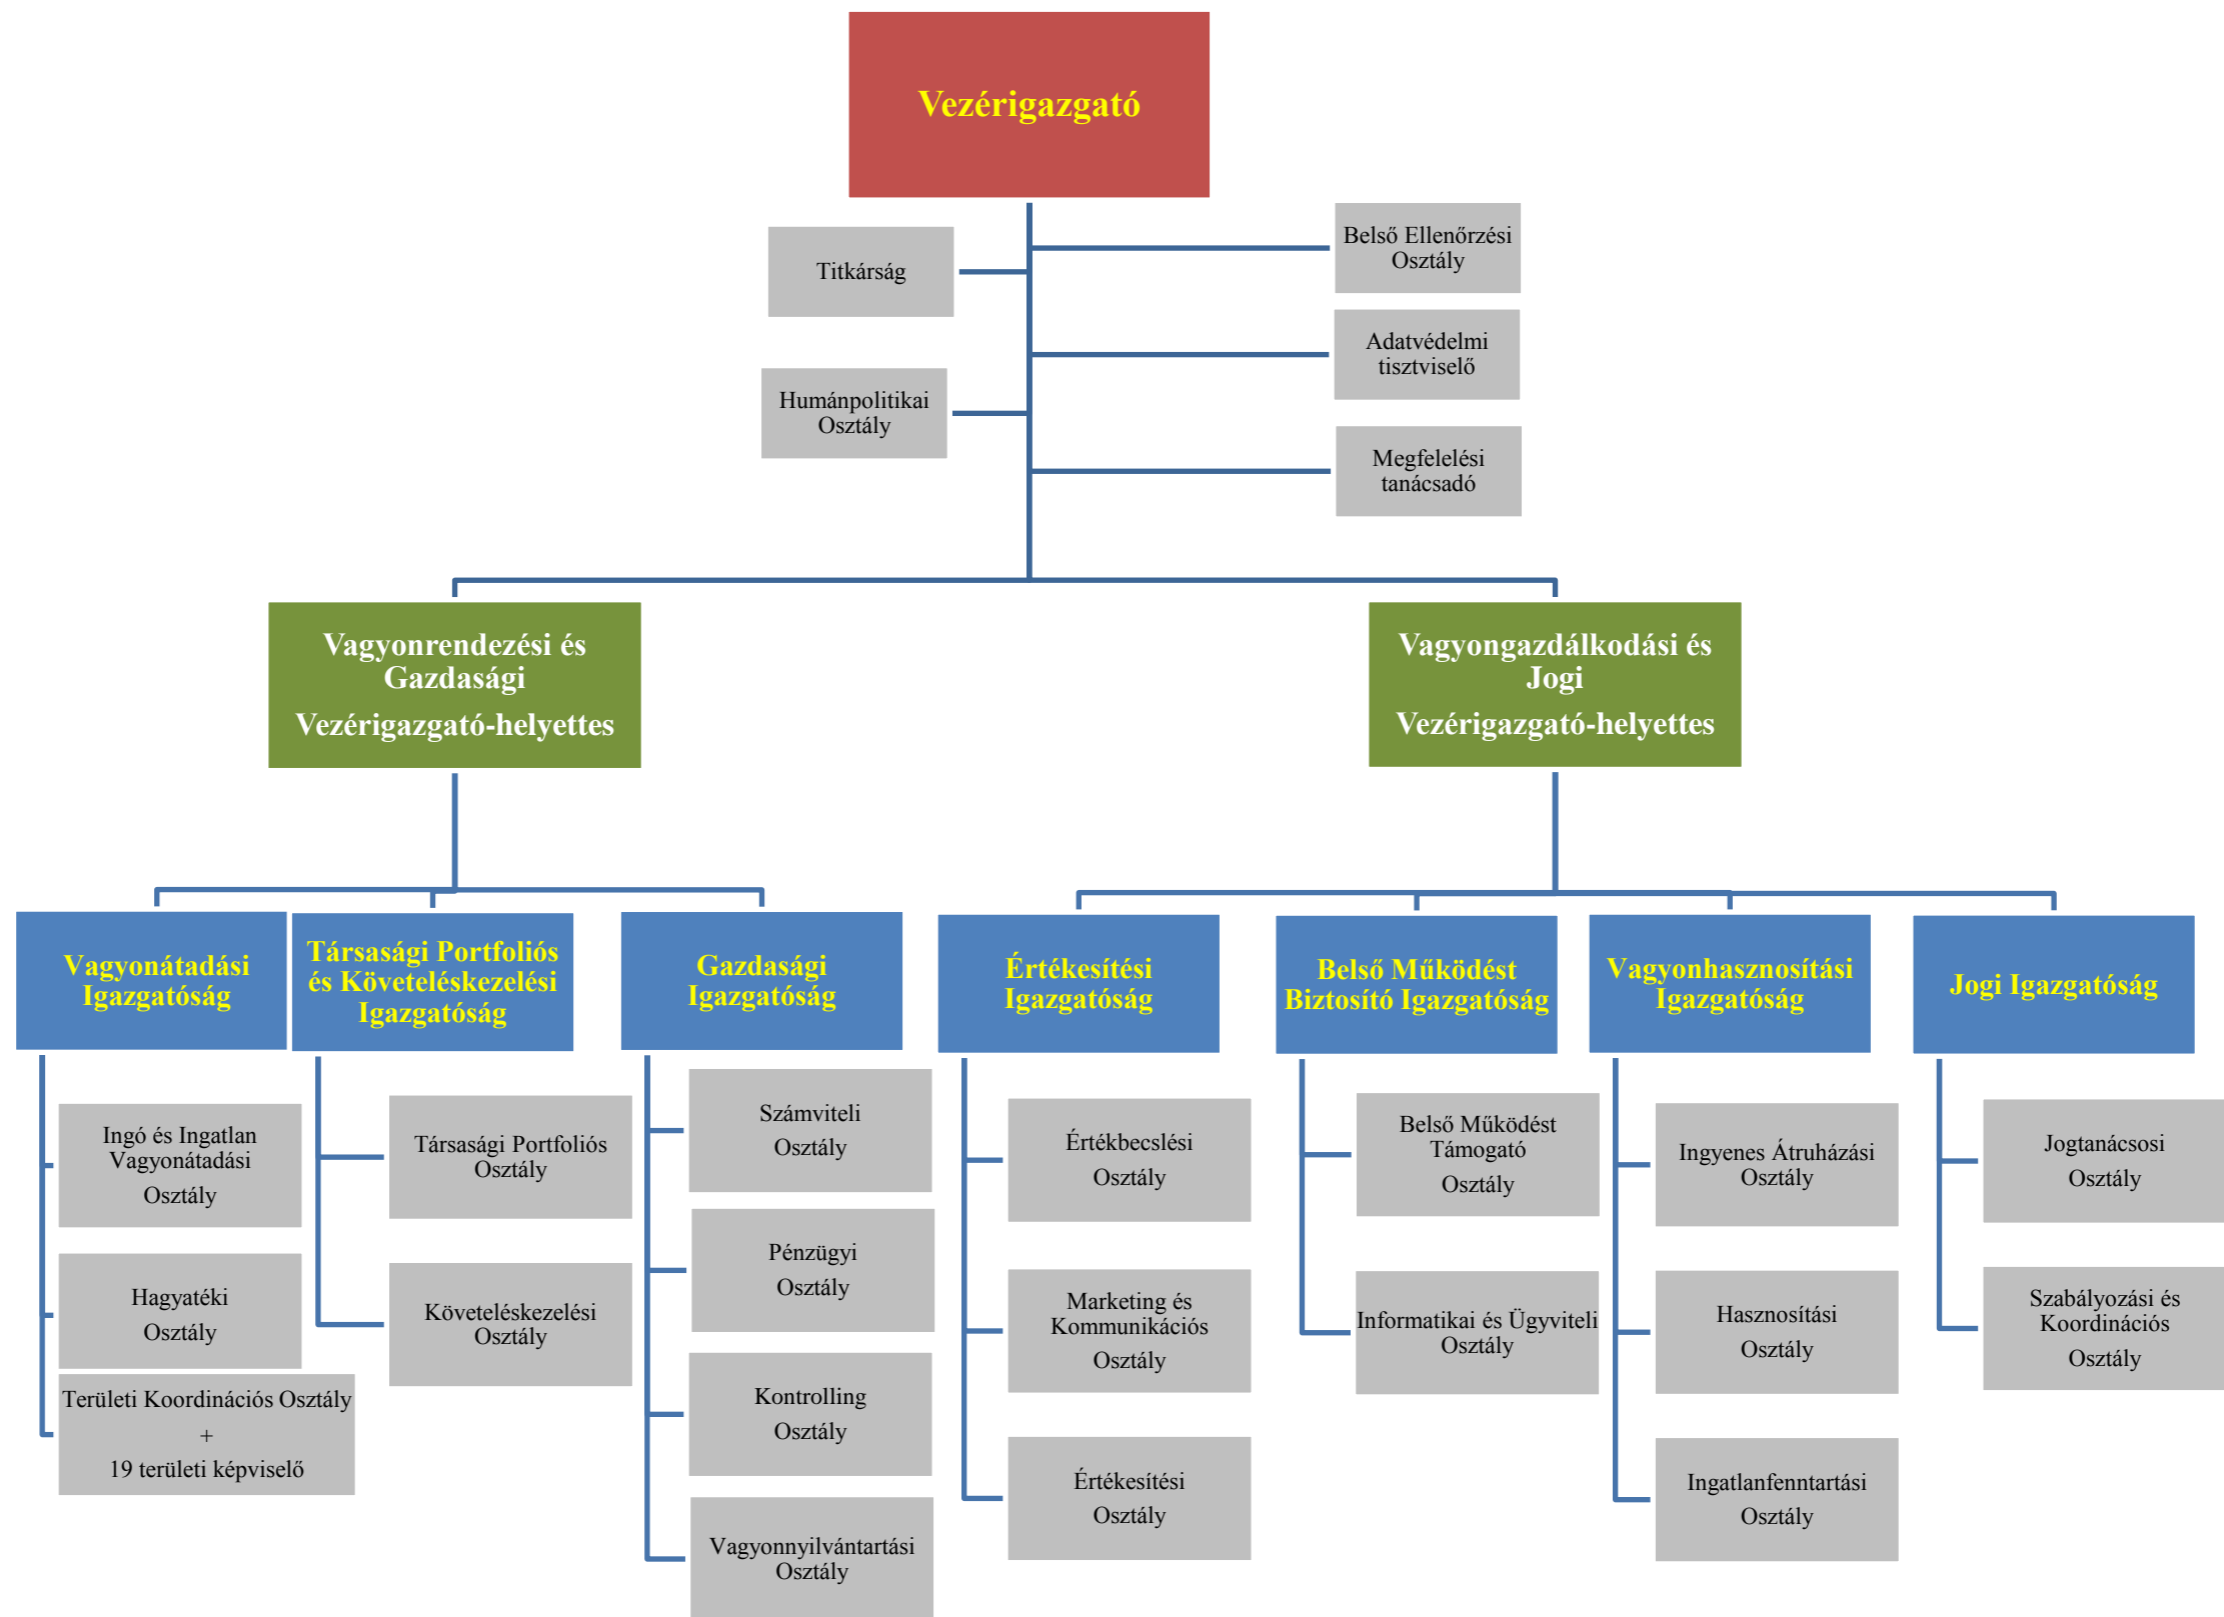 Vezérigazgató
Titkárság
Belső Ellenőrzési
Osztály
Adatvédelmi
tisztviselő
Humánpolitikai
Osztály
Megfelelési
tanácsadó
Vagyonrendezési és
Gazdasági
Vezérigazgató-helyettes
Vagyongazdálkodási és
Jogi
Vezérigazgató-helyettes
Vagyonátadási
Igazgatóság
Társasági Portfoliós
és Követeléskezelési
Igazgatóság
Gazdasági
Igazgatóság
Értékesítési
Igazgatóság
Belső Működést
Biztosító Igazgatóság
Vagyonhasznosítási
Igazgatóság
Jogi Igazgatóság
Ingó és Ingatlan
Vagyonátadási
Osztály
Hagyatéki
Osztály
Területi Koordinációs Osztály
+
19 területi képviselő
Társasági Portfoliós
Osztály
Követeléskezelési
Osztály
Számviteli
Osztály
Pénzügyi
Osztály
Kontrolling
Osztály
Vagyonnyilvántartási
Osztály
Értékbecslési
Osztály
Marketing és
Kommunikációs
Osztály
Értékesítési
Osztály
Belső Működést
Támogató
Osztály
Informatikai és Ügyviteli
Osztály
Ingyenes Átruházási
Osztály
Hasznosítási
Osztály
Ingatlanfenntartási
Osztály
Jogtanácsosi
Osztály
Szabályozási és
Koordinációs
Osztály